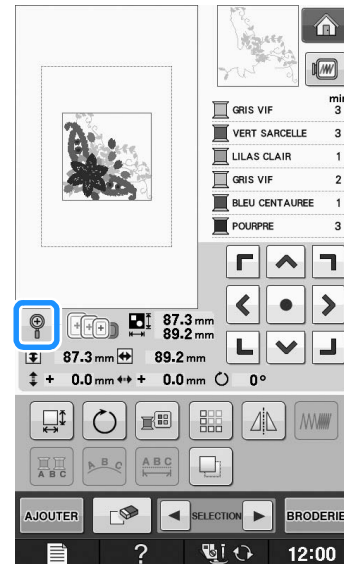 min
GRIS VIF 3
VERT SARCELLE 3
LILAS CLAIR 1
GRIS VIF 2
BLEU CENTAUREE 1
POURPRE 3
87.3 mm
89.2 mm
87.3 mm 89.2 mm
+ 0.0 mm + 0.0 mm 0°
A B C A B C A B C
AJOUTER SELECTION BRODERIE
? 12:00